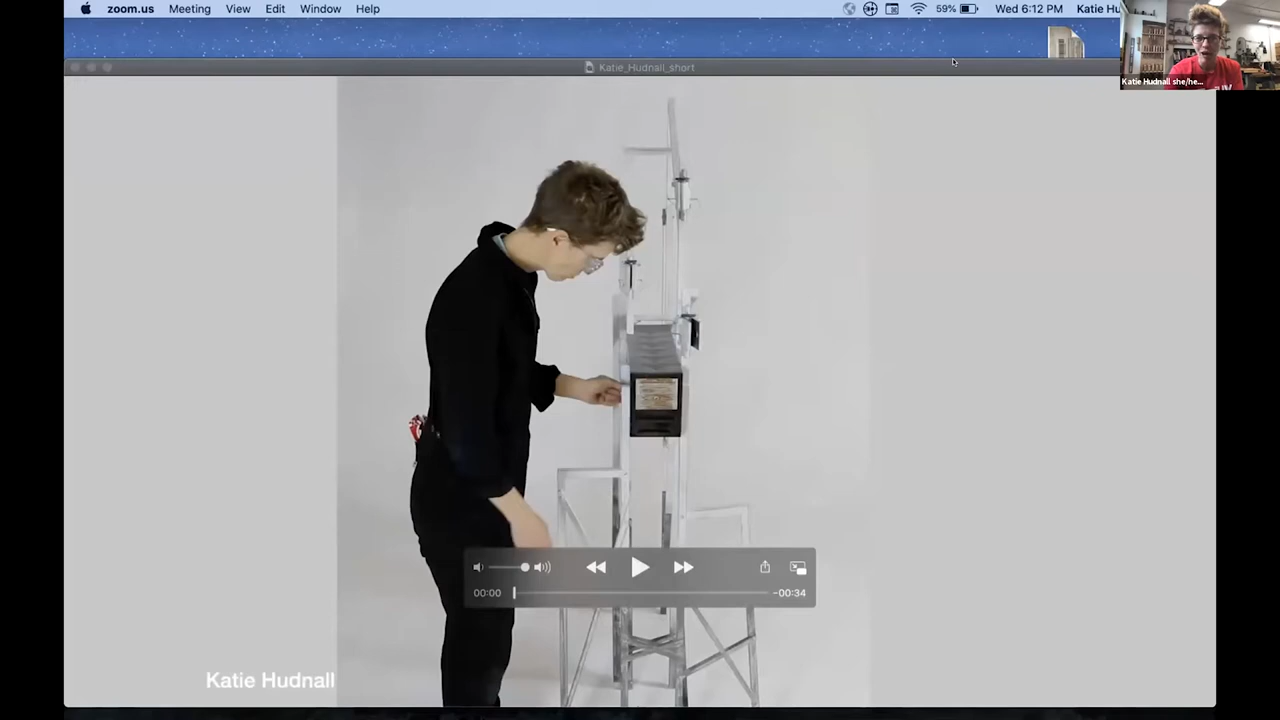 zoom.us Meeting View Edit Window Help 59% Wed 6:12 PM Katie Hu
Katie_Hudnall_short
Katie Hudnall she/he...
00:00 -00:34
Katie Hudnall